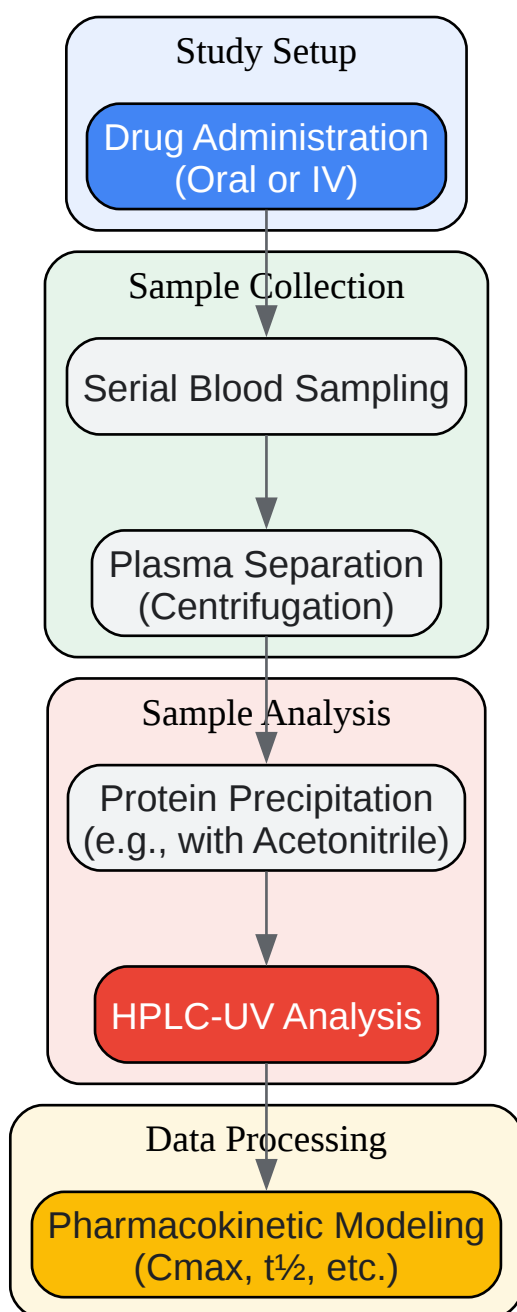 Study Setup
Drug Administration
(Oral or IV)
Sample Collection
Serial Blood Sampling
Plasma Separation
(Centrifugation)
Sample Analysis
Protein Precipitation
(e.g., with Acetonitrile)
HPLC-UV Analysis
Data Processing
Pharmacokinetic Modeling
(Cmax, t½, etc.)